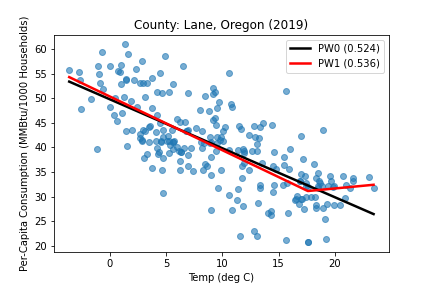 County: Lane, Oregon (2019)
PW0 (0.524)
PW1 (0.536)
Per-Capita Consumption (MMBtu/1000 Households)
60
55
50
45
40
35
30
25
20
0 5 10 15 20
Temp (deg C)